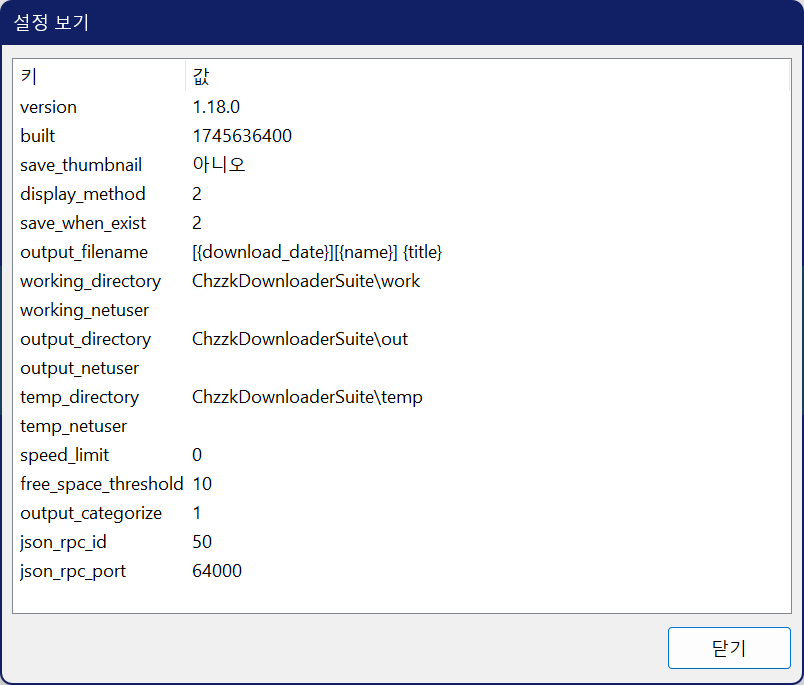 설정 보기
키 값
version 1.18.0
built 1745636400
save_thumbnail 아니오
display_method 2
save_when_exist 2
output_filename [{download_date}][{name}] {title}
working_directory ChzzkDownloaderSuite\work
working_netuser
output_directory ChzzkDownloaderSuite\out
output_netuser
temp_directory ChzzkDownloaderSuite\temp
temp_netuser
speed_limit 0
free_space_threshold 10
output_categorize 1
json_rpc_id 50
json_rpc_port 64000
닫기